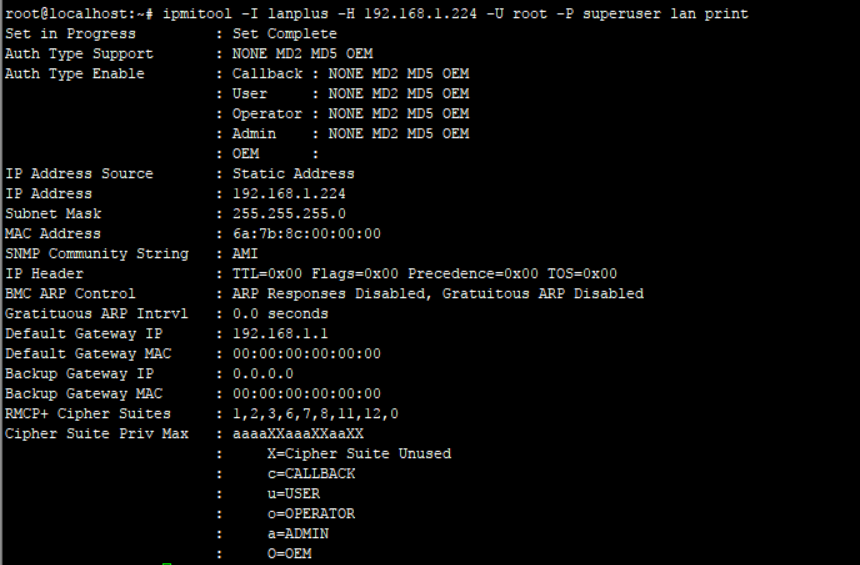 root@localhost:~# ipmitool -I lanplus -H 192.168.1.224 -U root -P superuser lan print
Set in Progress         : Set Complete
Auth Type Support       : NONE MD2 MD5 OEM
Auth Type Enable        : Callback : NONE MD2 MD5 OEM
                        : User     : NONE MD2 MD5 OEM
                        : Operator : NONE MD2 MD5 OEM
                        : Admin    : NONE MD2 MD5 OEM
                        : OEM      :
IP Address Source       : Static Address
IP Address              : 192.168.1.224
Subnet Mask             : 255.255.255.0
MAC Address             : 6a:7b:8c:00:00:00
SNMP Community String   : AMI
IP Header               : TTL=0x00 Flags=0x00 Precedence=0x00 TOS=0x00
BMC ARP Control         : ARP Responses Disabled, Gratuitous ARP Disabled
Gratituous ARP Intrvl   : 0.0 seconds
Default Gateway IP      : 192.168.1.1
Default Gateway MAC     : 00:00:00:00:00:00
Backup Gateway IP       : 0.0.0.0
Backup Gateway MAC      : 00:00:00:00:00:00
RMCP+ Cipher Suites     : 1,2,3,6,7,8,11,12,0
Cipher Suite Priv Max   : aaaaXXaaaXXaaXX
                        :     X=Cipher Suite Unused
                        :     c=CALLBACK
                        :     u=USER
                        :     o=OPERATOR
                        :     a=ADMIN
                        :     O=OEM